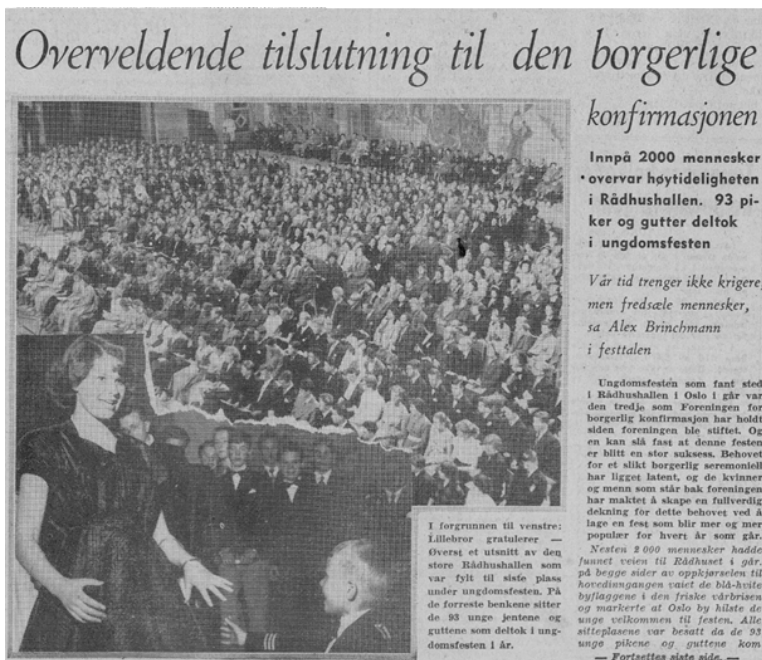 Overveldende tilslutning til den borgerlige
konfirmasjonen
Innpå 2000 mennesker
overvar høytideligheten
i Rådhushallen. 93 pi-
ker og gutter deltok
i ungdomsfesten
Vår tid trenger ikke krigere,
men fredsæle mennesker,
sa Alex Brinchmann
i festtalen
Ungdomsfesten som fant sted
i Rådhushallen i Oslo i går var
den tredje som Foreningen for
borgerlig konfirmasjon har holdt
siden foreningen ble stiftet. Og
en kan slå fast at denne festen
er blitt en stor suksess. Behovet
for et slikt borgerlig seremoniell
har ligget latent, og de kvinner
og menn som står bak foreningen
har maktet å skape en fullverdig
dekning for dette behovet ved å
lage en fest som blir mer og mer
populær for hvert år som går.
Nesten 2 000 mennesker hadde
funnet veien til Rådhuset i går.
på begge sider av oppkjørselen til
hovedinngangen vaiet de blå-hvite
byflaggene i den friske vårbrisen
og markerte at Oslo by hilste de
unge velkommen til festen. Alle
sitteplasene var besatt da de 93
unge pikene og guttene kom
— Fortsettes siste side. —
I forgrunnen til venstre:
Lillebror gratulerer —
Øverst et utsnitt av den
store Rådhushallen som
var fylt til siste plass
under ungdomsfesten. På
de forreste benkene sitter
de 93 unge jentene og
guttene som deltok i ung-
domsfesten i år.